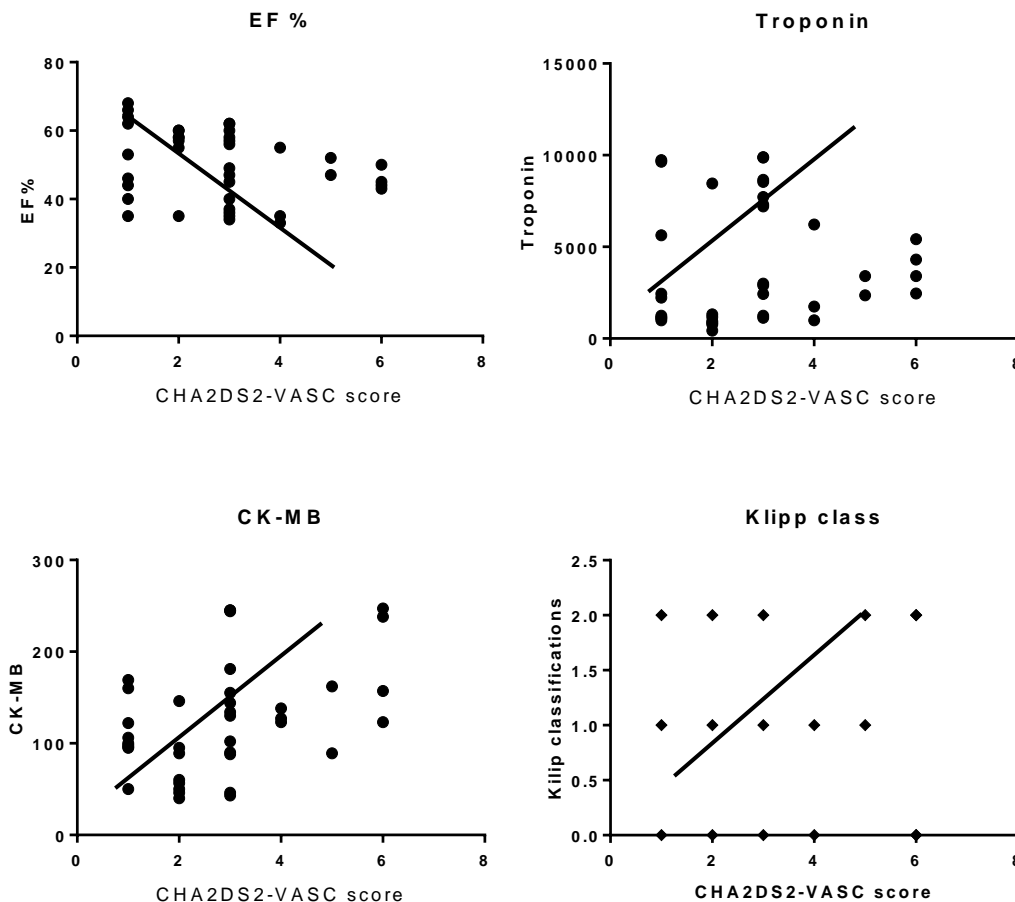 EF %
80
60
40
20
0
EF%
0 2 4 6 8
CHA2DS2-VASC score
Troponin
15000
10000
5000
0
Troponin
0 2 4 6 8
CHA2DS2-VASC score
CK-MB
300
200
100
0
CK-MB
0 2 4 6 8
CHA2DS2-VASC score
Klipp class
2.5
2.0
1.5
1.0
0.5
0.0
Kilip classifications
0 2 4 6 8
CHA2DS2-VASC score